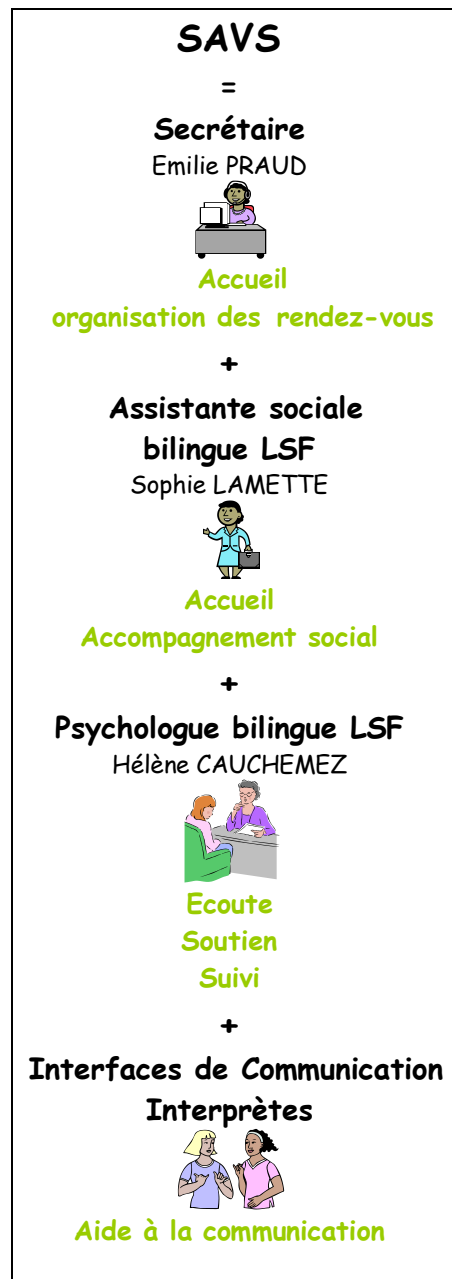 SAVS
=
Secrétaire
Emilie PRAUD
Accueil
organisation des rendez-vous
+
Assistante sociale
bilingue LSF
Sophie LAMETTE
Accueil
Accompagnement social
+
Psychologue bilingue LSF
Hélène CAUCHEMEZ
Ecoute
Soutien
Suivi
+
Interfaces de Communication
Interprètes
Aide à la communication